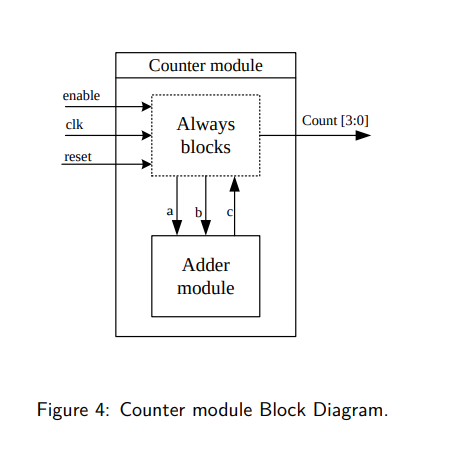 Counter module
enable
clk
reset
Always
blocks
Count [3:0]
a
b
c
Adder
module
Figure 4: Counter module Block Diagram.